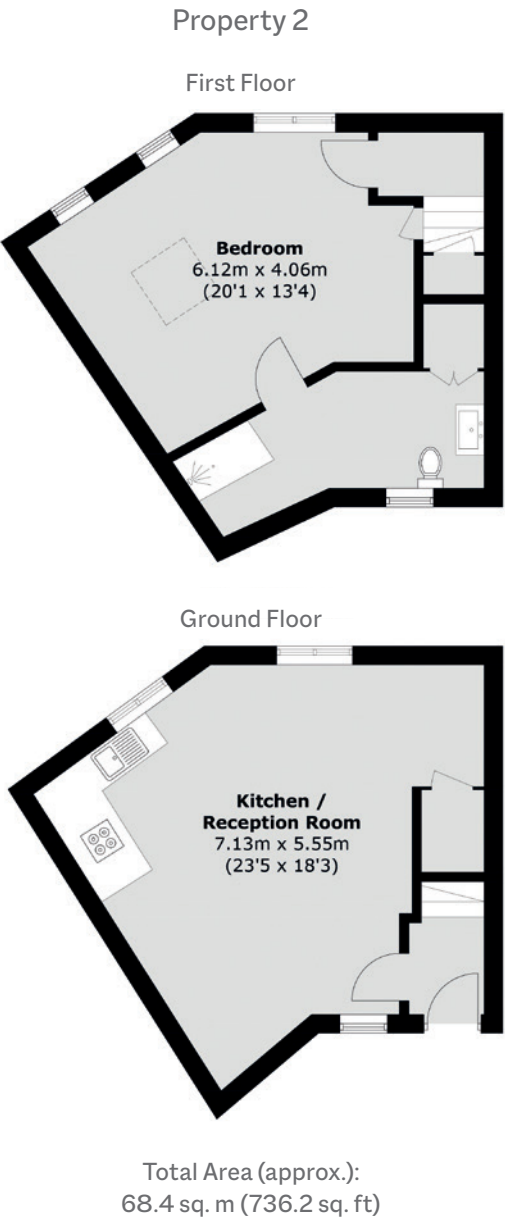 Property 2
First Floor
Bedroom
6.12m x 4.06m
(20'1 x 13'4)
Ground Floor
Kitchen /
Reception Room
7.13m x 5.55m
(23'5 x 18'3)
Total Area (approx.):
68.4 sq. m (736.2 sq. ft)